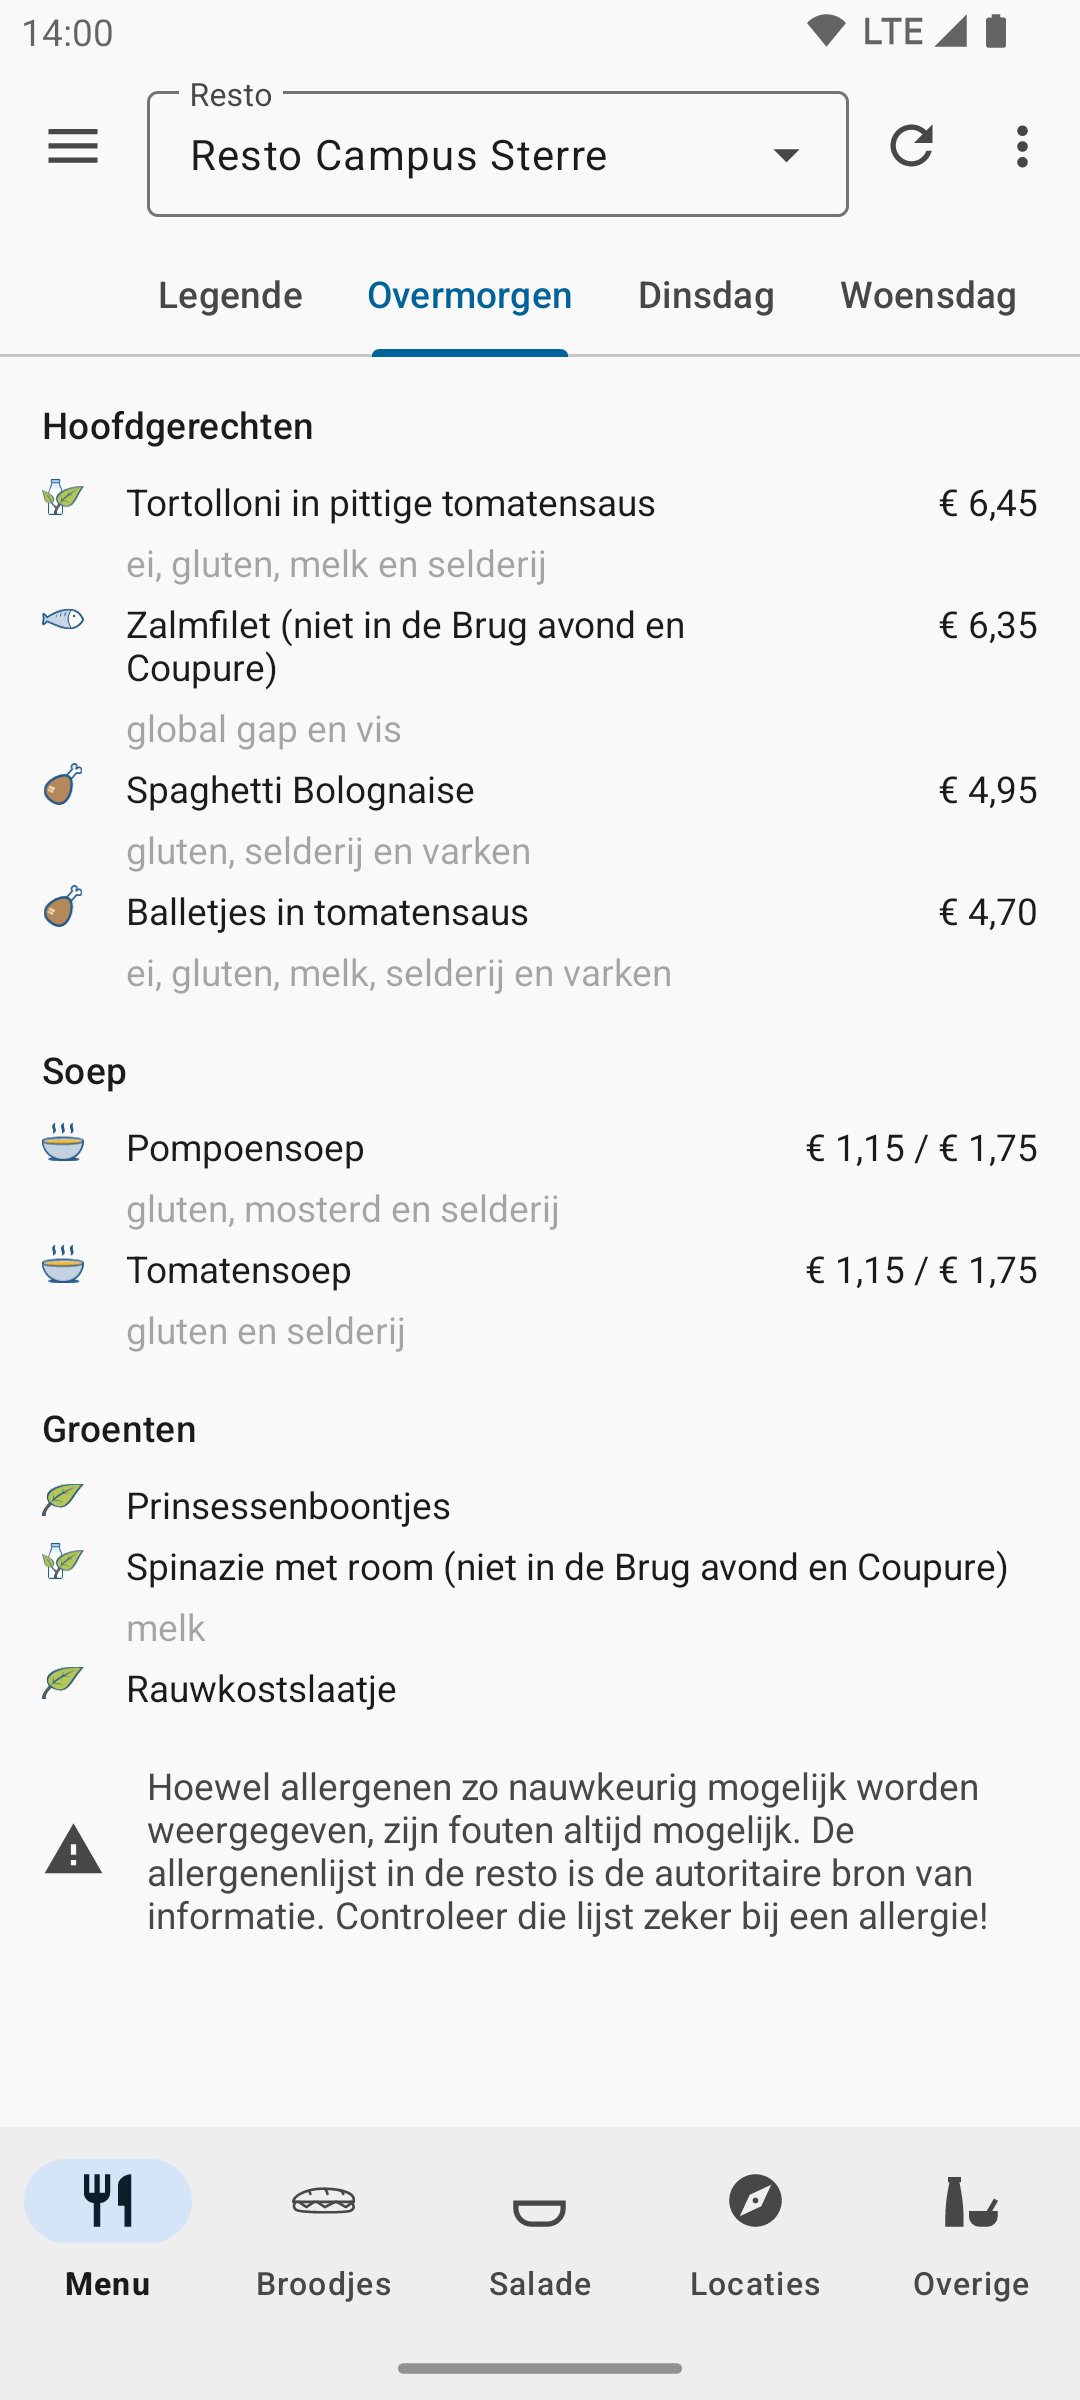 14:00
LTE
Resto
Resto Campus Sterre
Legende
Overmorgen
Dinsdag
Woensdag
Hoofdgerechten
Tortolloni in pittige tomatensaus € 6,45
ei, gluten, melk en selderij
Zalmfilet (niet in de Brug avond en € 6,35
Coupure)
global gap en vis
Spaghetti Bolognaise € 4,95
gluten, selderij en varken
Balletjes in tomatensaus € 4,70
ei, gluten, melk, selderij en varken
Soep
Pompoensoep € 1,15 / € 1,75
gluten, mosterd en selderij
Tomatensoep € 1,15 / € 1,75
gluten en selderij
Groenten
Prinsessenboontjes
Spinazie met room (niet in de Brug avond en Coupure)
melk
Rauwkostslaatje
Hoewel allergenen zo nauwkeurig mogelijk worden
weergegeven, zijn fouten altijd mogelijk. De
allergenenlijst in de resto is de autoritaire bron van
informatie. Controleer die lijst zeker bij een allergie!
Menu
Broodjes
Salade
Locaties
Overige